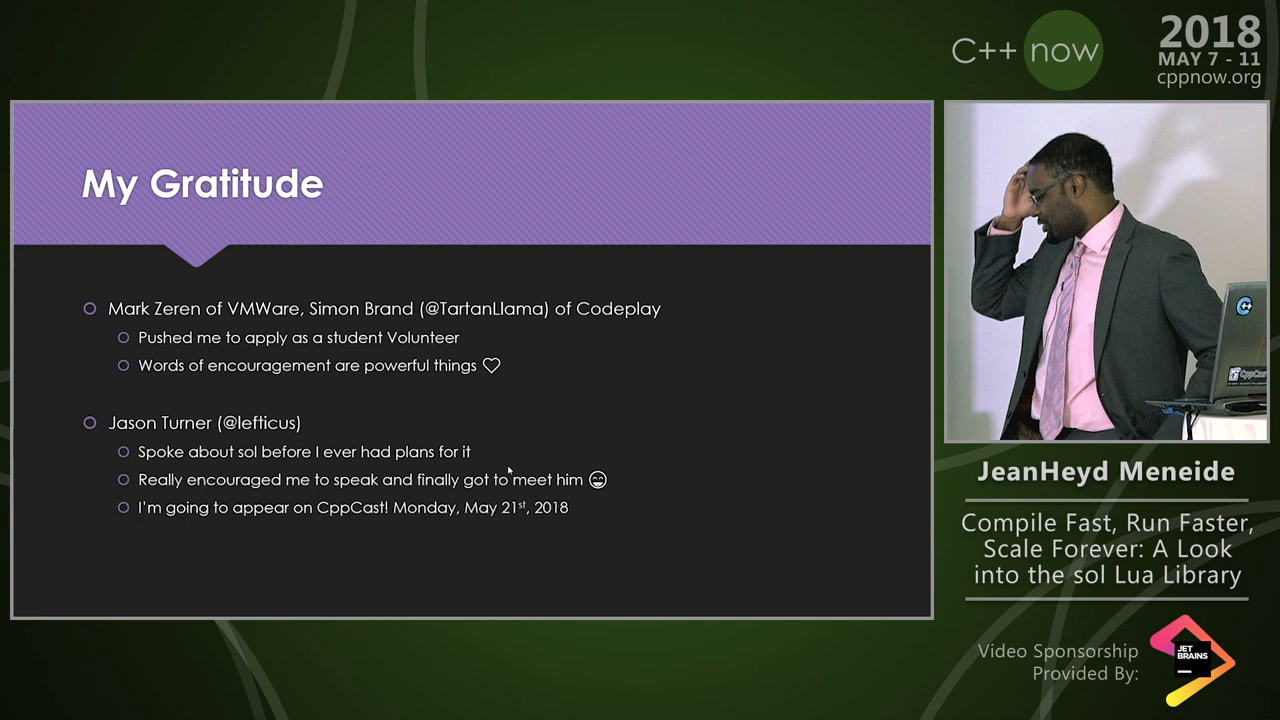 C++ now
2018
MAY 7 - 11
cppnow.org
My Gratitude
Mark Zeren of VMWare, Simon Brand (@TartanLlama) of Codeplay
Pushed me to apply as a student Volunteer
Words of encouragement are powerful things ♡
Jason Turner (@lefticus)
Spoke about sol before I ever had plans for it
Really encouraged me to speak and finally got to meet him 😄
I'm going to appear on CppCast! Monday, May 21st, 2018
CppCast
JeanHeyd Meneide
Compile Fast, Run Faster,
Scale Forever: A Look
into the sol Lua Library
Video Sponsorship
Provided By:
JET
BRAINS